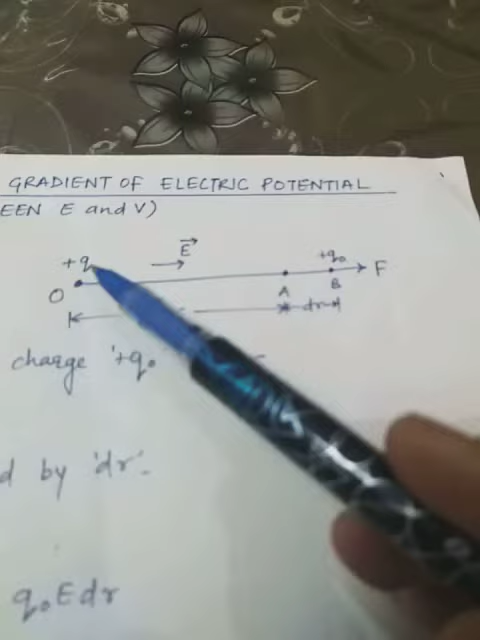 GRADIENT OF ELECTRIC POTENTIAL
EEN E and V)
+q E +q₀
O A B F
dr
charge '+q₀
d by 'dr'.
q₀Edr